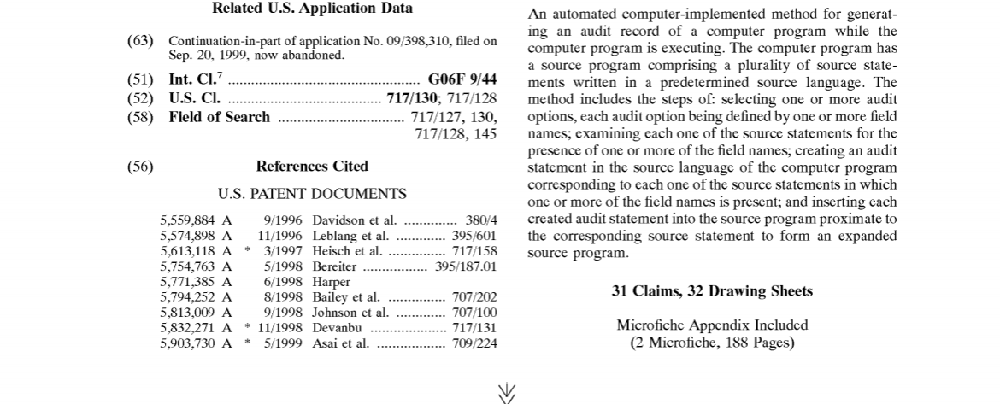 Related U.S. Application Data
(63) Continuation-in-part of application No. 09/398,310, filed on
Sep. 20, 1999, now abandoned.
(51) Int. Cl.7 ................................................. G06F 9/44
(52) U.S. Cl. ....................................... 717/130; 717/128
(58) Field of Search ................................ 717/127, 130,
717/128, 145
(56) References Cited
U.S. PATENT DOCUMENTS
5,559,884 A 9/1996 Davidson et al. .............. 380/4
5,574,898 A 11/1996 Leblang et al. ............. 395/601
5,613,118 A * 3/1997 Heisch et al. ............... 717/158
5,754,763 A 5/1998 Bereiter ................. 395/187.01
5,771,385 A 6/1998 Harper
5,794,252 A 8/1998 Bailey et al. ............... 707/202
5,813,009 A 9/1998 Johnson et al. ............. 707/100
5,832,271 A * 11/1998 Devanbu .................... 717/131
5,903,730 A * 5/1999 Asai et al. .................. 709/224
An automated computer-implemented method for generat-
ing an audit record of a computer program while the
computer program is executing. The computer program has
a source program comprising a plurality of source state-
ments written in a predetermined source language. The
method includes the steps of: selecting one or more audit
options, each audit option being defined by one or more field
names; examining each one of the source statements for the
presence of one or more of the field names; creating an audit
statement in the source language of the computer program
corresponding to each one of the source statements in which
one or more of the field names is present; and inserting each
created audit statement into the source program proximate to
the corresponding source statement to form an expanded
source program.
31 Claims, 32 Drawing Sheets
Microfiche Appendix Included
(2 Microfiche, 188 Pages)